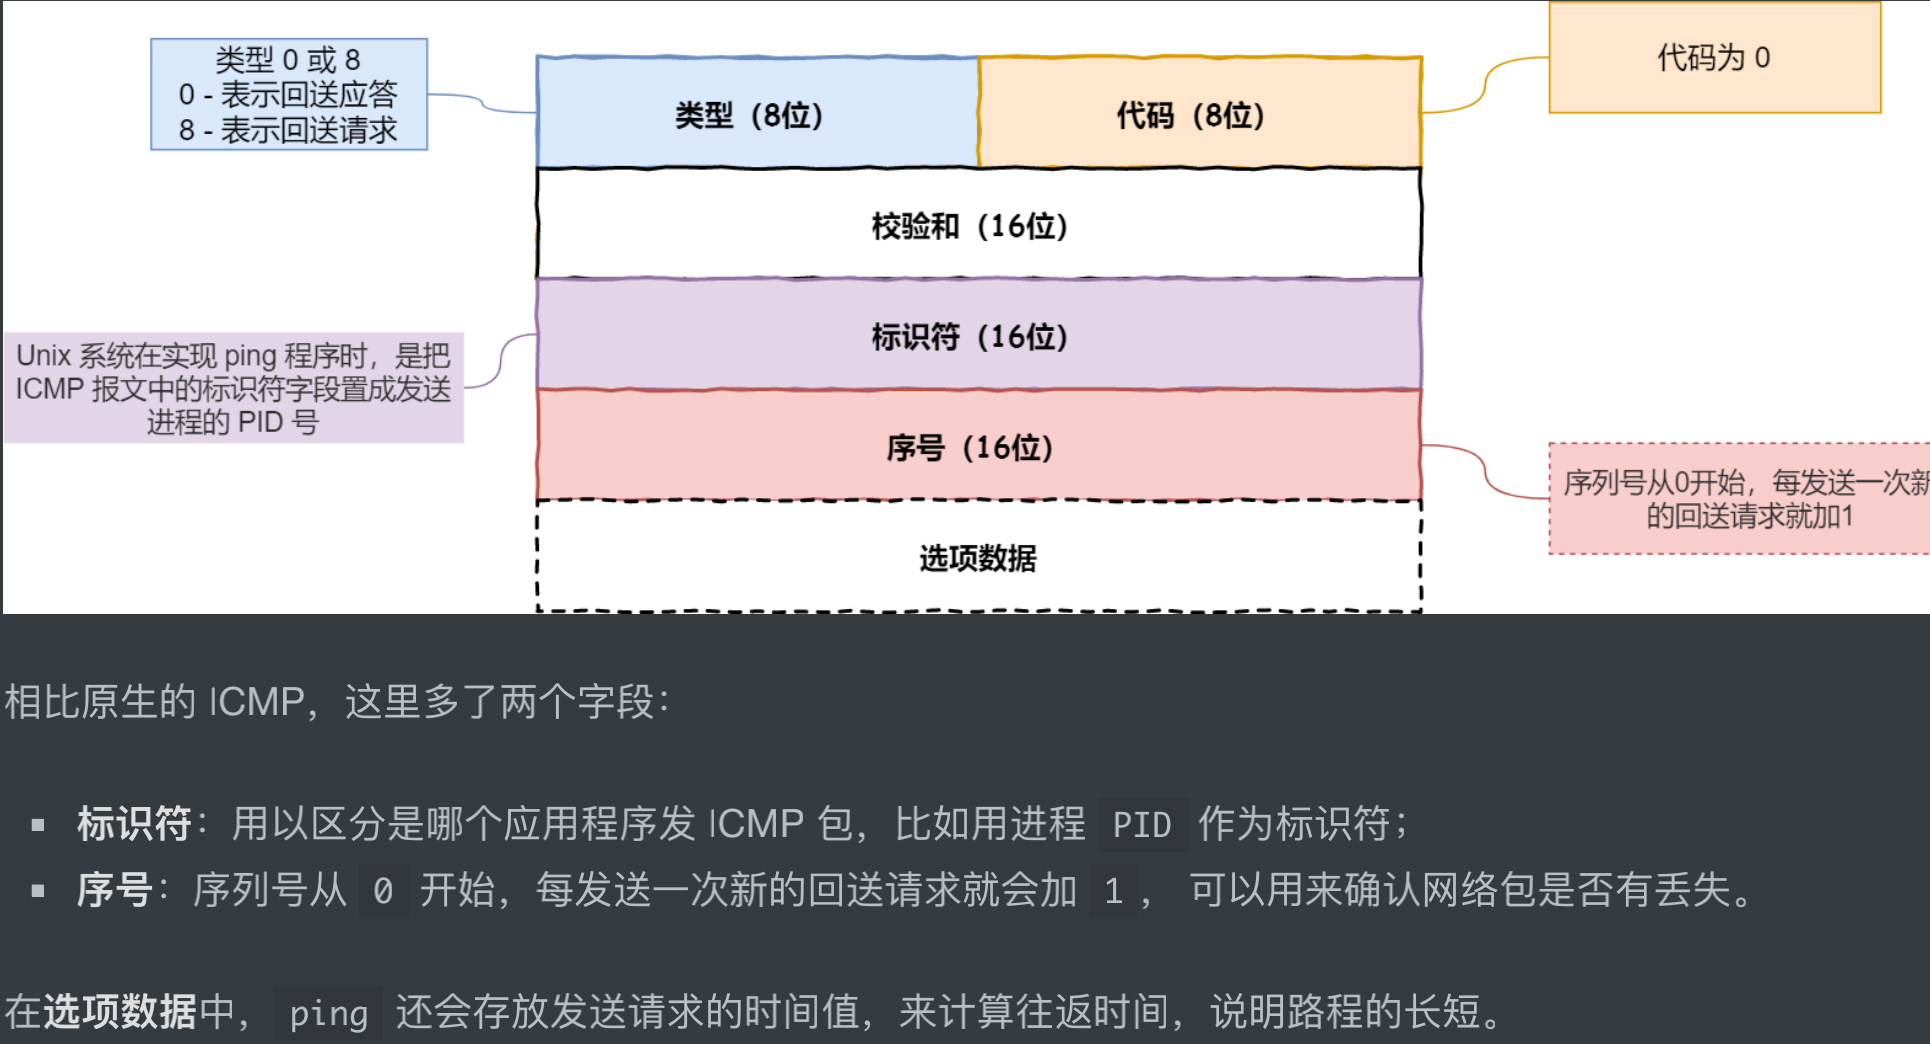 类型 0 或 8
0 - 表示回送应答
8 - 表示回送请求
类型（8位）
代码（8位）
代码为 0
校验和（16位）
标识符（16位）
Unix 系统在实现 ping 程序时，是把
ICMP 报文中的标识符字段置成发送
进程的 PID 号
序号（16位）
序列号从0开始，每发送一次新
的回送请求就加1
选项数据
相比原生的 ICMP，这里多了两个字段：
▪ 标识符：用以区分是哪个应用程序发 ICMP 包，比如用进程 PID 作为标识符；
▪ 序号：序列号从 0 开始，每发送一次新的回送请求就会加 1 ， 可以用来确认网络包是否有丢失。
在选项数据中， ping 还会存放发送请求的时间值，来计算往返时间，说明路程的长短。